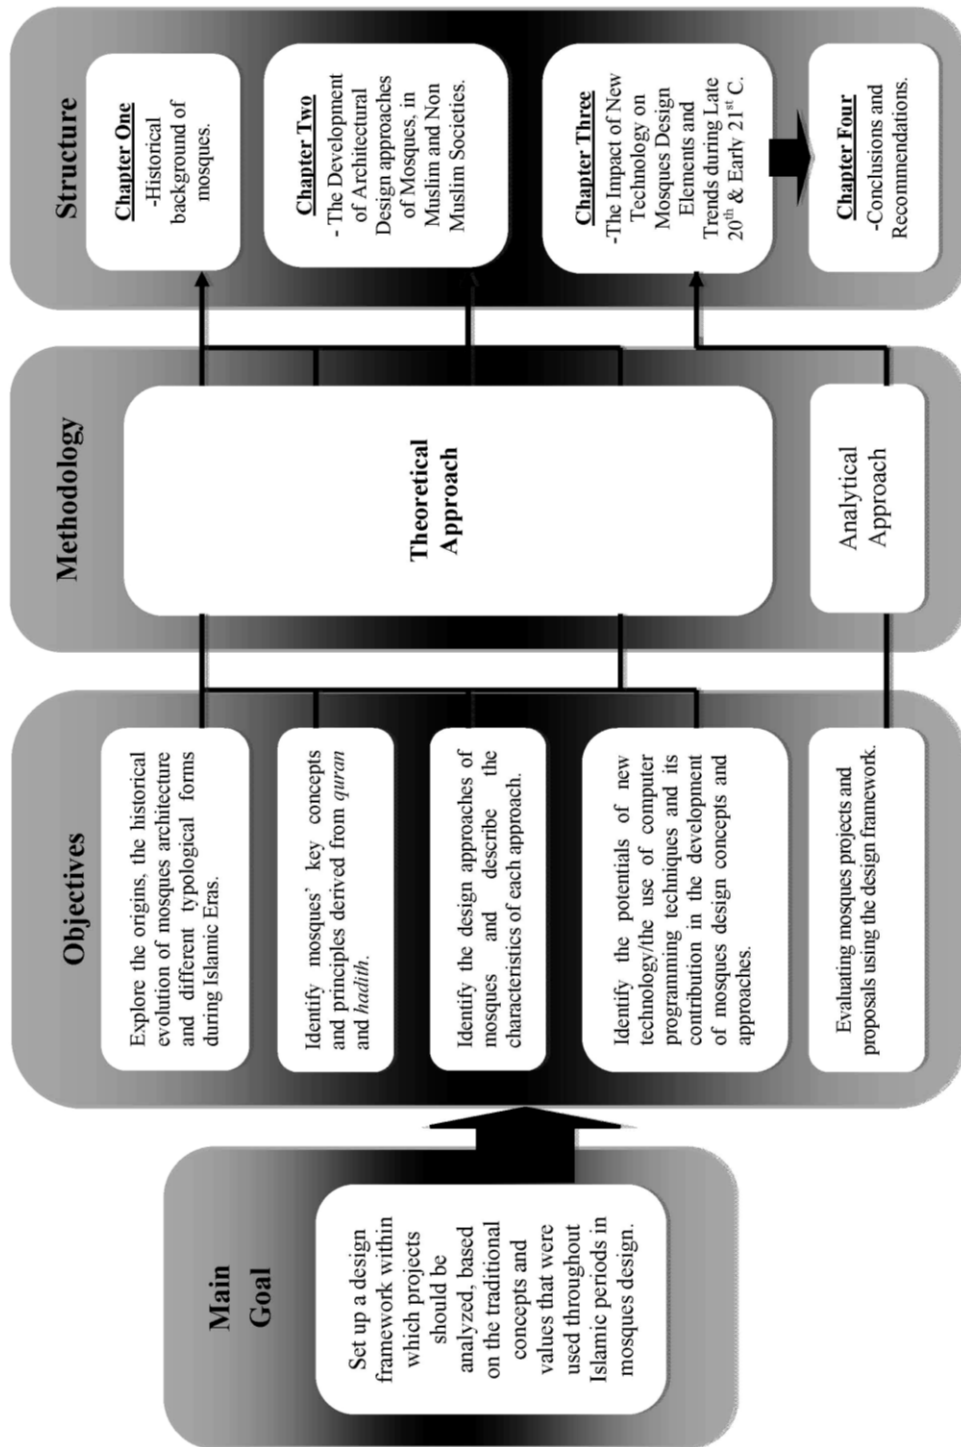 Main
Goal
Set up a design
framework within
which projects
should be
analyzed, based
on the traditional
concepts and
values that were
used throughout
Islamic periods in
mosques design.
Objectives
Explore the origins, the historical
evolution of mosques architecture
and different typological forms
during Islamic Eras.
Identify mosques’ key concepts
and principles derived from quran
and hadith.
Identify the design approaches of
mosques and describe the
characteristics of each approach.
Identify the potentials of new
technology/the use of computer
programming techniques and its
contribution in the development
of mosques design concepts and
approaches.
Evaluating mosques projects and
proposals using the design framework.
Methodology
Theoretical
Approach
Analytical
Approach
Structure
Chapter One
-Historical
background of
mosques.
Chapter Two
- The Development
of Architectural
Design approaches
of Mosques, in
Muslim and Non
Muslim Societies.
Chapter Three
-The Impact of New
Technology on
Mosques Design
Elements and
Trends during Late
20th & Early 21st C.
Chapter Four
-Conclusions and
Recommendations.